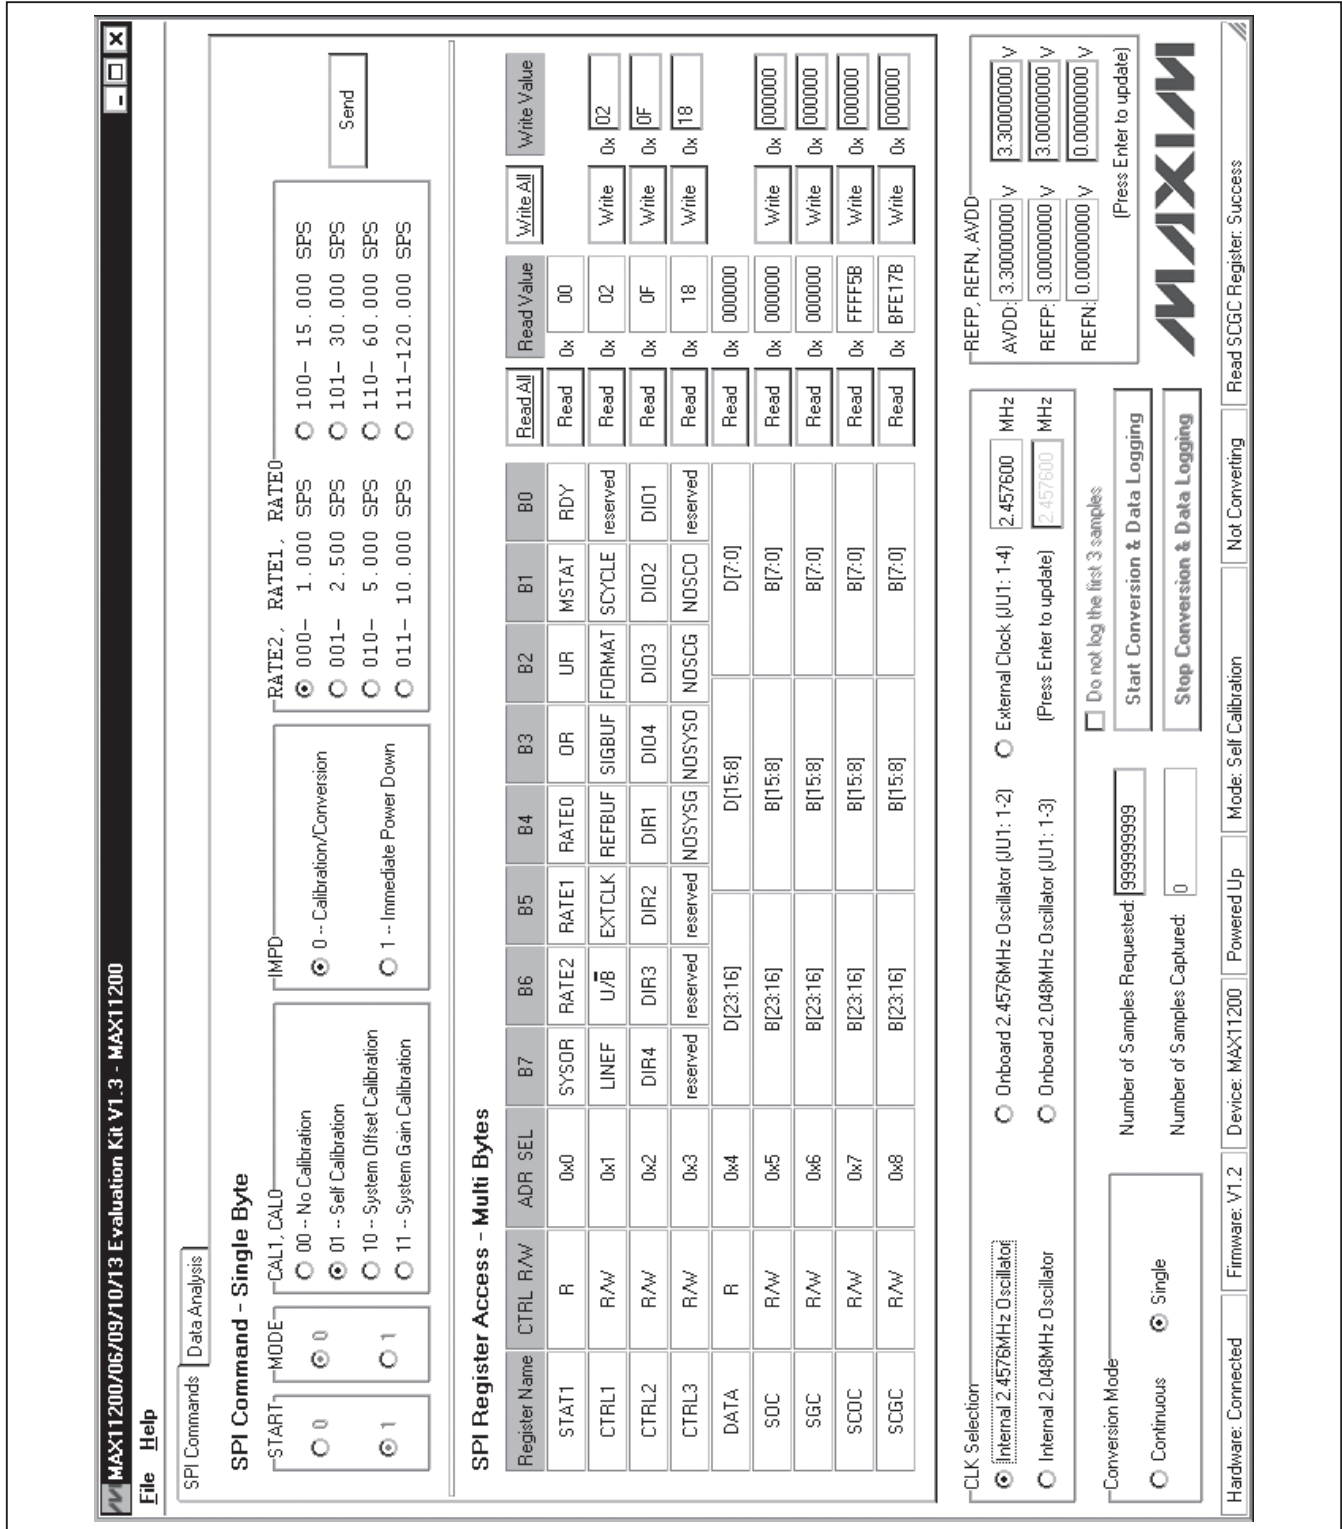 MAX11200/06/09/10/13 Evaluation Kit V1.3 - MAX11200
File Help
SPI Commands Data Analysis
SPI Command - Single Byte
START MODE CAL1, CAL0 IMPD RATE2, RATE1, RATE0
0 0 00 -- No Calibration 0 -- Calibration/Conversion 000- 1.000 SPS 100- 15.000 SPS
01 -- Self Calibration 001- 2.500 SPS 101- 30.000 SPS Send
1 1 10 -- System Offset Calibration 1 -- Immediate Power Down 010- 5.000 SPS 110- 60.000 SPS
11 -- System Gain Calibration 011- 10.000 SPS 111-120.000 SPS
SPI Register Access - Multi Bytes
Register Name CTRL R/W ADR SEL B7 B6 B5 B4 B3 B2 B1 B0 Read All Read Value Write All Write Value
STAT1 R 0x0 SYSOR RATE2 RATE1 RATE0 OR UR MSTAT RDY Read 0x 00
CTRL1 R/W 0x1 LINEF U/B̅ EXTCLK REFBUF SIGBUF FORMAT SCYCLE reserved Read 0x 02 Write 0x 02
CTRL2 R/W 0x2 DIR4 DIR3 DIR2 DIR1 DIO4 DIO3 DIO2 DIO1 Read 0x 0F Write 0x 0F
CTRL3 R/W 0x3 reserved reserved reserved NOSYSG NOSYSO NOSCG NOSCO reserved Read 0x 18 Write 0x 18
DATA R 0x4 D[23:16] D[15:8] D[7:0] Read 0x 000000
SOC R/W 0x5 B[23:16] B[15:8] B[7:0] Read 0x 000000 Write 0x 000000
SGC R/W 0x6 B[23:16] B[15:8] B[7:0] Read 0x 000000 Write 0x 000000
SCOC R/W 0x7 B[23:16] B[15:8] B[7:0] Read 0x FFFF5B Write 0x 000000
SCGC R/W 0x8 B[23:16] B[15:8] B[7:0] Read 0x BFE17B Write 0x 000000
CLK Selection REFP, REFN, AVDD
Internal 2.4576MHz Oscillator Onboard 2.4576MHz Oscillator (JU1: 1-2) External Clock (JU1: 1-4) 2.457600 MHz AVDD: 3.30000000 V 3.30000000 V
Internal 2.048MHz Oscillator Onboard 2.048MHz Oscillator (JU1: 1-3) (Press Enter to update) 2.457600 MHz REFP: 3.00000000 V 3.00000000 V
REFN: 0.00000000 V 0.00000000 V
Do not log the first 3 samples (Press Enter to update)
Conversion Mode Number of Samples Requested: 999999999 Start Conversion & Data Logging
Continuous Single Number of Samples Captured: 0 Stop Conversion & Data Logging MAXIM
Hardware: Connected Firmware: V1.2 Device: MAX11200 Powered Up Mode: Self Calibration Not Converting Read SCGC Register: Success